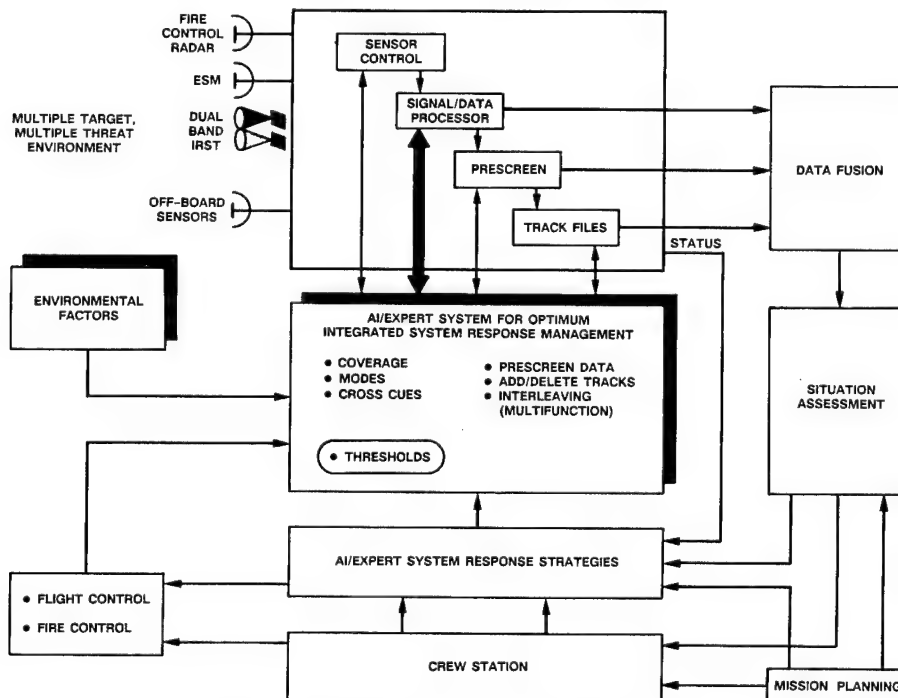 FIRE
CONTROL
RADAR
ESM
MULTIPLE TARGET,
MULTIPLE THREAT
ENVIRONMENT
DUAL
BAND
IRST
OFF-BOARD
SENSORS
SENSOR
CONTROL
SIGNAL/DATA
PROCESSOR
PRESCREEN
TRACK FILES
STATUS
DATA FUSION
ENVIRONMENTAL
FACTORS
AI/EXPERT SYSTEM FOR OPTIMUM
INTEGRATED SYSTEM RESPONSE MANAGEMENT
• COVERAGE
• MODES
• CROSS CUES
• PRESCREEN DATA
• ADD/DELETE TRACKS
• INTERLEAVING
(MULTIFUNCTION)
• THRESHOLDS
SITUATION
ASSESSMENT
AI/EXPERT SYSTEM RESPONSE STRATEGIES
• FLIGHT CONTROL
• FIRE CONTROL
CREW STATION
MISSION PLANNING